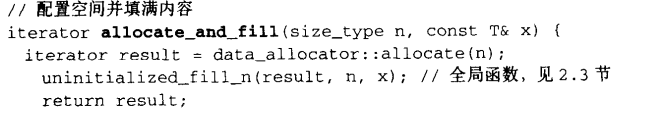 // 配置空间并填满内容
iterator allocate_and_fill(size_type n, const T& x) {
iterator result = data_allocator::allocate(n);
uninitialized_fill_n(result, n, x); // 全局函数, 见2.3节
return result;